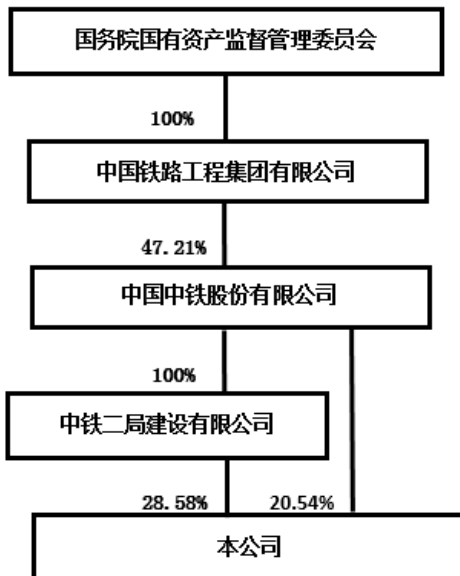 国务院国有资产监督管理委员会
100%
中国铁路工程集团有限公司
47.21%
中国中铁股份有限公司
100%
中铁二局建设有限公司
28.58%
20.54%
本公司